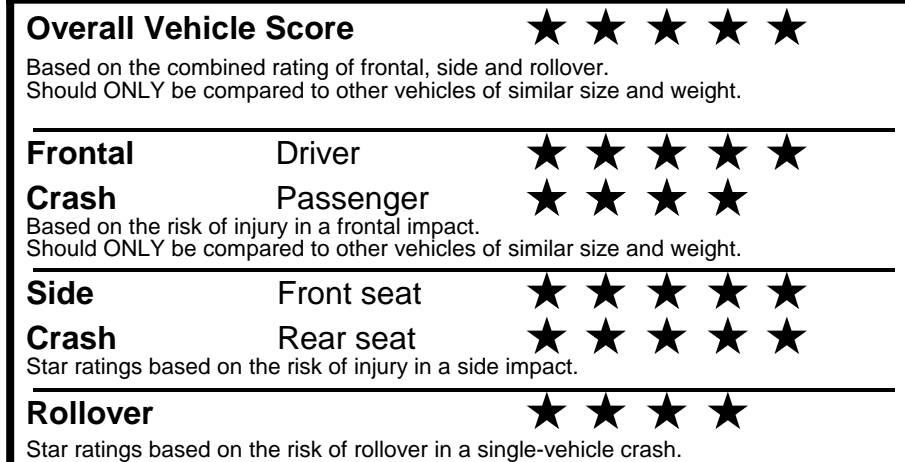 Overall Vehicle Score ★ ★ ★ ★ ★
Based on the combined rating of frontal, side and rollover.
Should ONLY be compared to other vehicles of similar size and weight.
Frontal Driver ★ ★ ★ ★ ★
Crash Passenger ★ ★ ★ ★
Based on the risk of injury in a frontal impact.
Should ONLY be compared to other vehicles of similar size and weight.
Side Front seat ★ ★ ★ ★ ★
Crash Rear seat ★ ★ ★ ★ ★
Star ratings based on the risk of injury in a side impact.
Rollover ★ ★ ★ ★
Star ratings based on the risk of rollover in a single-vehicle crash.